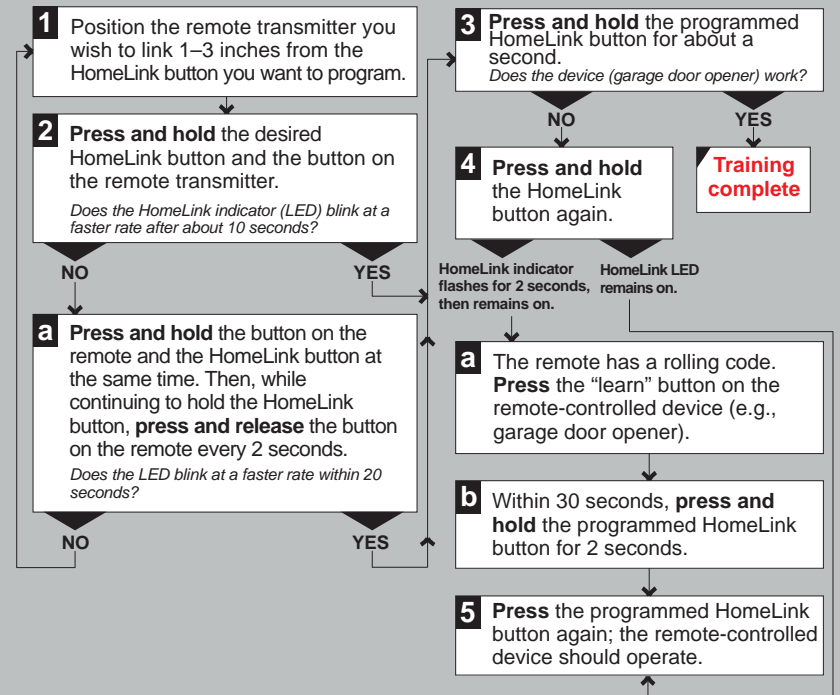 1 Position the remote transmitter you
wish to link 1–3 inches from the
HomeLink button you want to program.
2 Press and hold the desired
HomeLink button and the button on
the remote transmitter.
Does the HomeLink indicator (LED) blink at a
faster rate after about 10 seconds?
NO YES
a Press and hold the button on the
remote and the HomeLink button at
the same time. Then, while
continuing to hold the HomeLink
button, press and release the button
on the remote every 2 seconds.
Does the LED blink at a faster rate within 20
seconds?
NO YES
3 Press and hold the programmed
HomeLink button for about a
second.
Does the device (garage door opener) work?
NO YES
4 Press and hold
the HomeLink
button again.
Training
complete
HomeLink indicator
flashes for 2 seconds,
then remains on.
HomeLink LED
remains on.
a The remote has a rolling code.
Press the “learn” button on the
remote-controlled device (e.g.,
garage door opener).
b Within 30 seconds, press and
hold the programmed HomeLink
button for 2 seconds.
5 Press the programmed HomeLink
button again; the remote-controlled
device should operate.